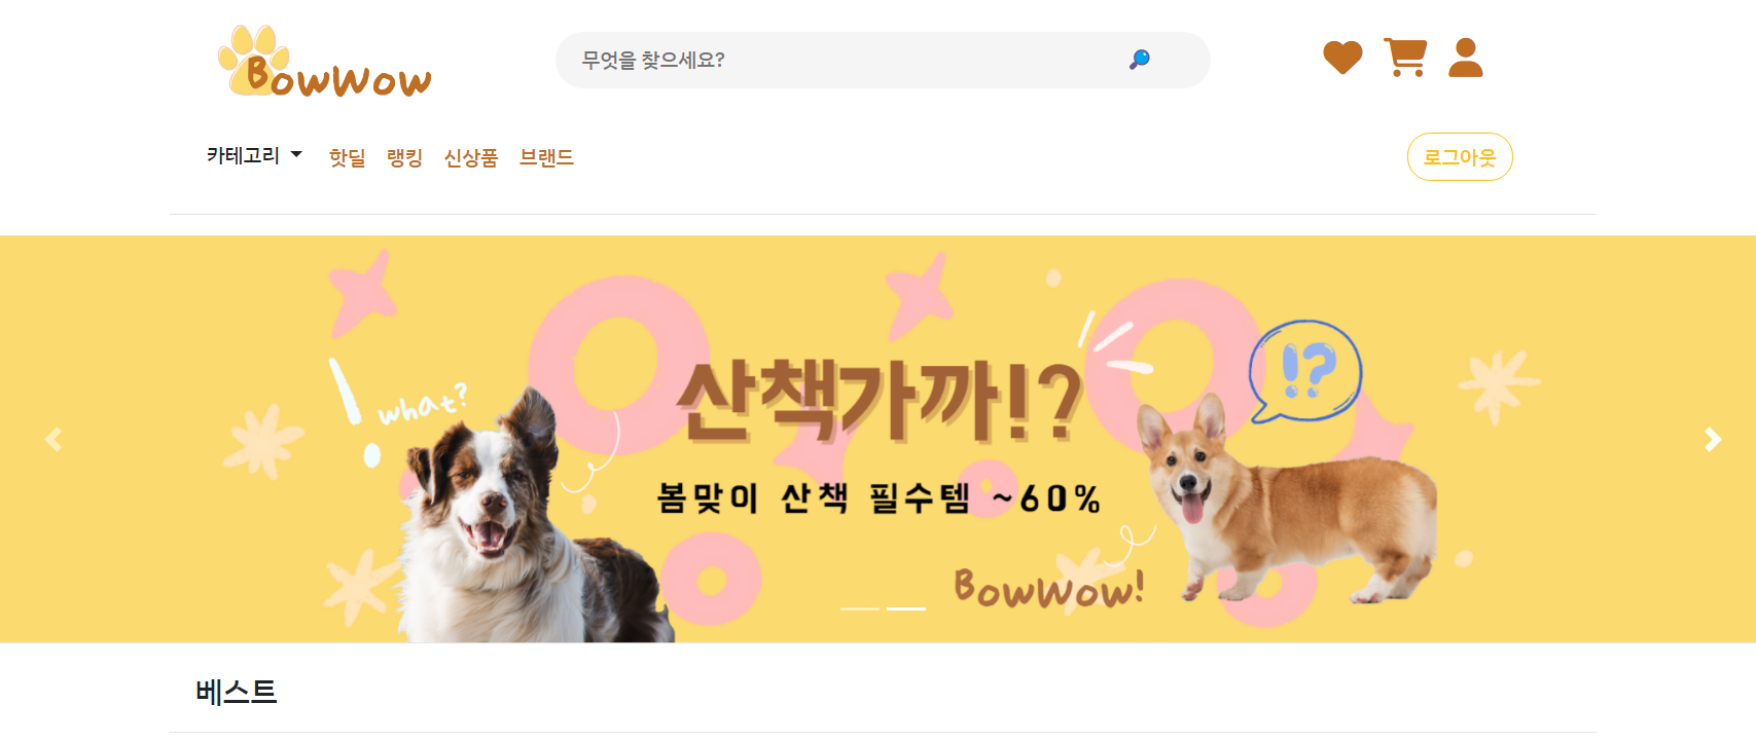 BowWow
무엇을 찾으세요?
카테고리
핫딜
랭킹
신상품
브랜드
로그아웃
what?
산책가까!?
!?
봄맞이 산책 필수템 ~60%
BowWow!
베스트